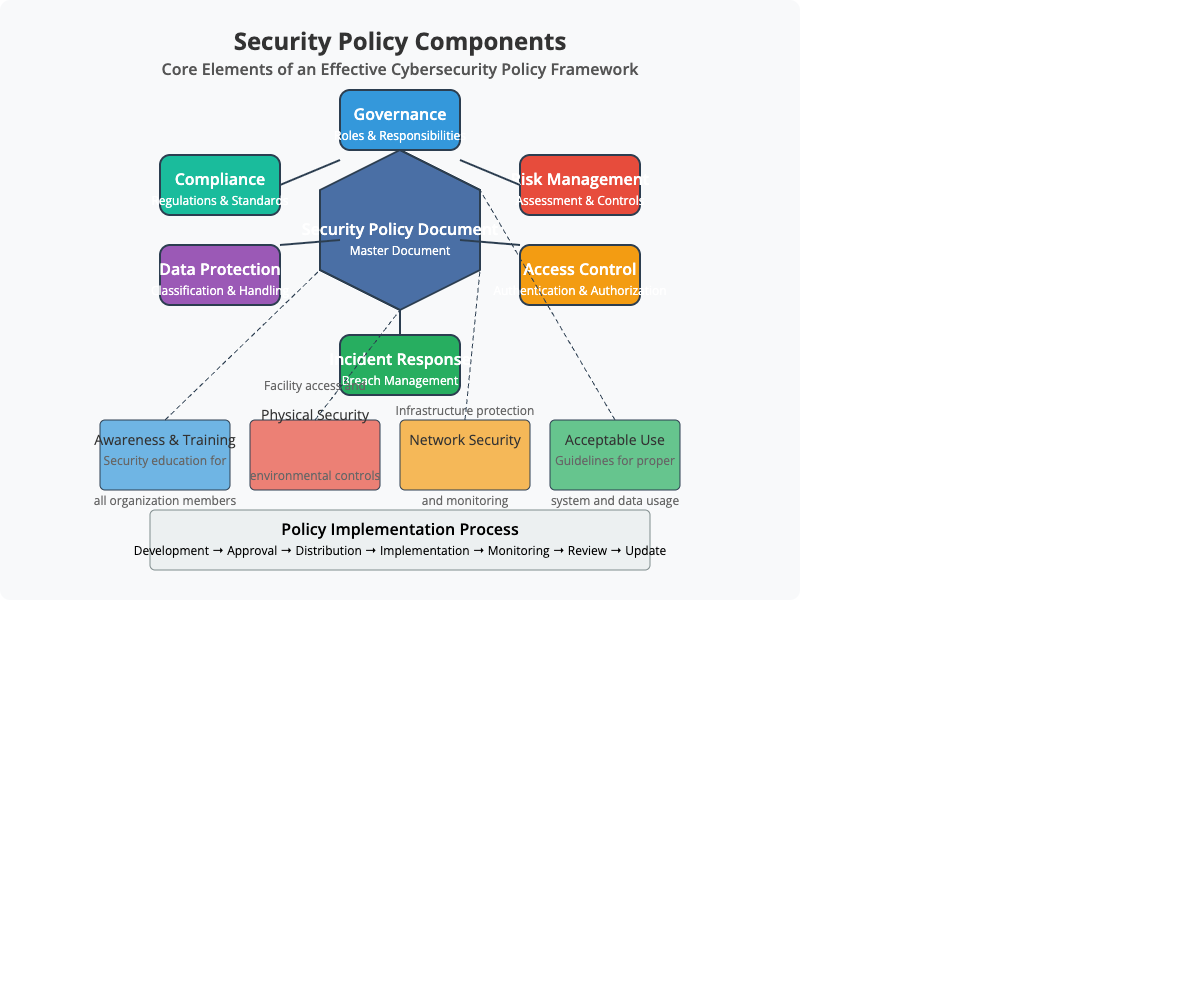 Security Policy Components
Core Elements of an Effective Cybersecurity Policy Framework
Governance
Roles & Responsibilities
Compliance
Regulations & Standards
Risk Management
Assessment & Controls
Security Policy Document
Master Document
Data Protection
Classification & Handling
Access Control
Authentication & Authorization
Incident Response
Breach Management
Facility access and
Physical Security
environmental controls
Infrastructure protection
Network Security
and monitoring
Awareness & Training
Security education for
all organization members
Acceptable Use
Guidelines for proper
system and data usage
Policy Implementation Process
Development → Approval → Distribution → Implementation → Monitoring → Review → Update